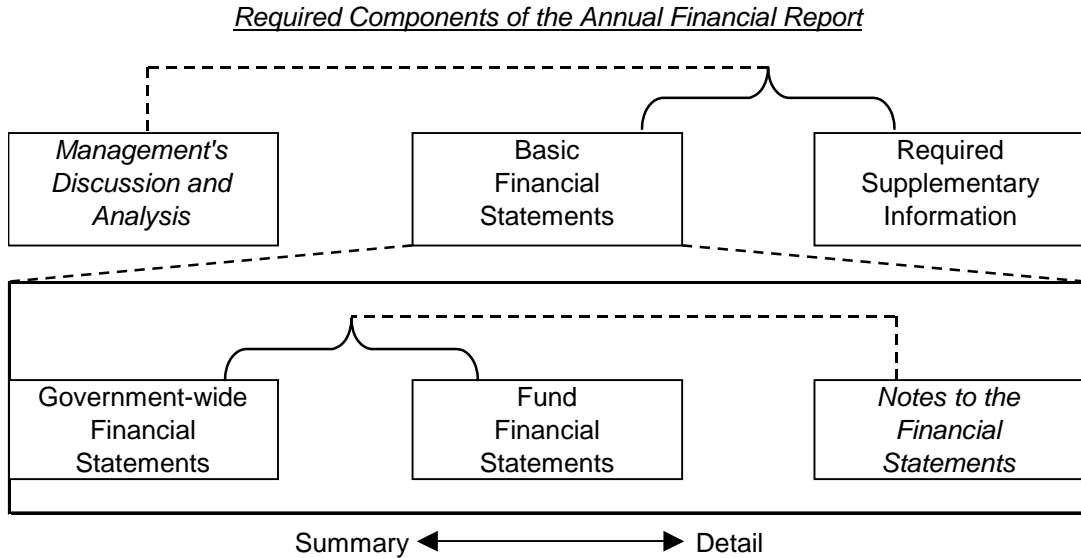 Required Components of the Annual Financial Report
Management's
Discussion and
Analysis
Basic
Financial
Statements
Required
Supplementary
Information
Government-wide
Financial
Statements
Fund
Financial
Statements
Notes to the
Financial
Statements
Summary
Detail